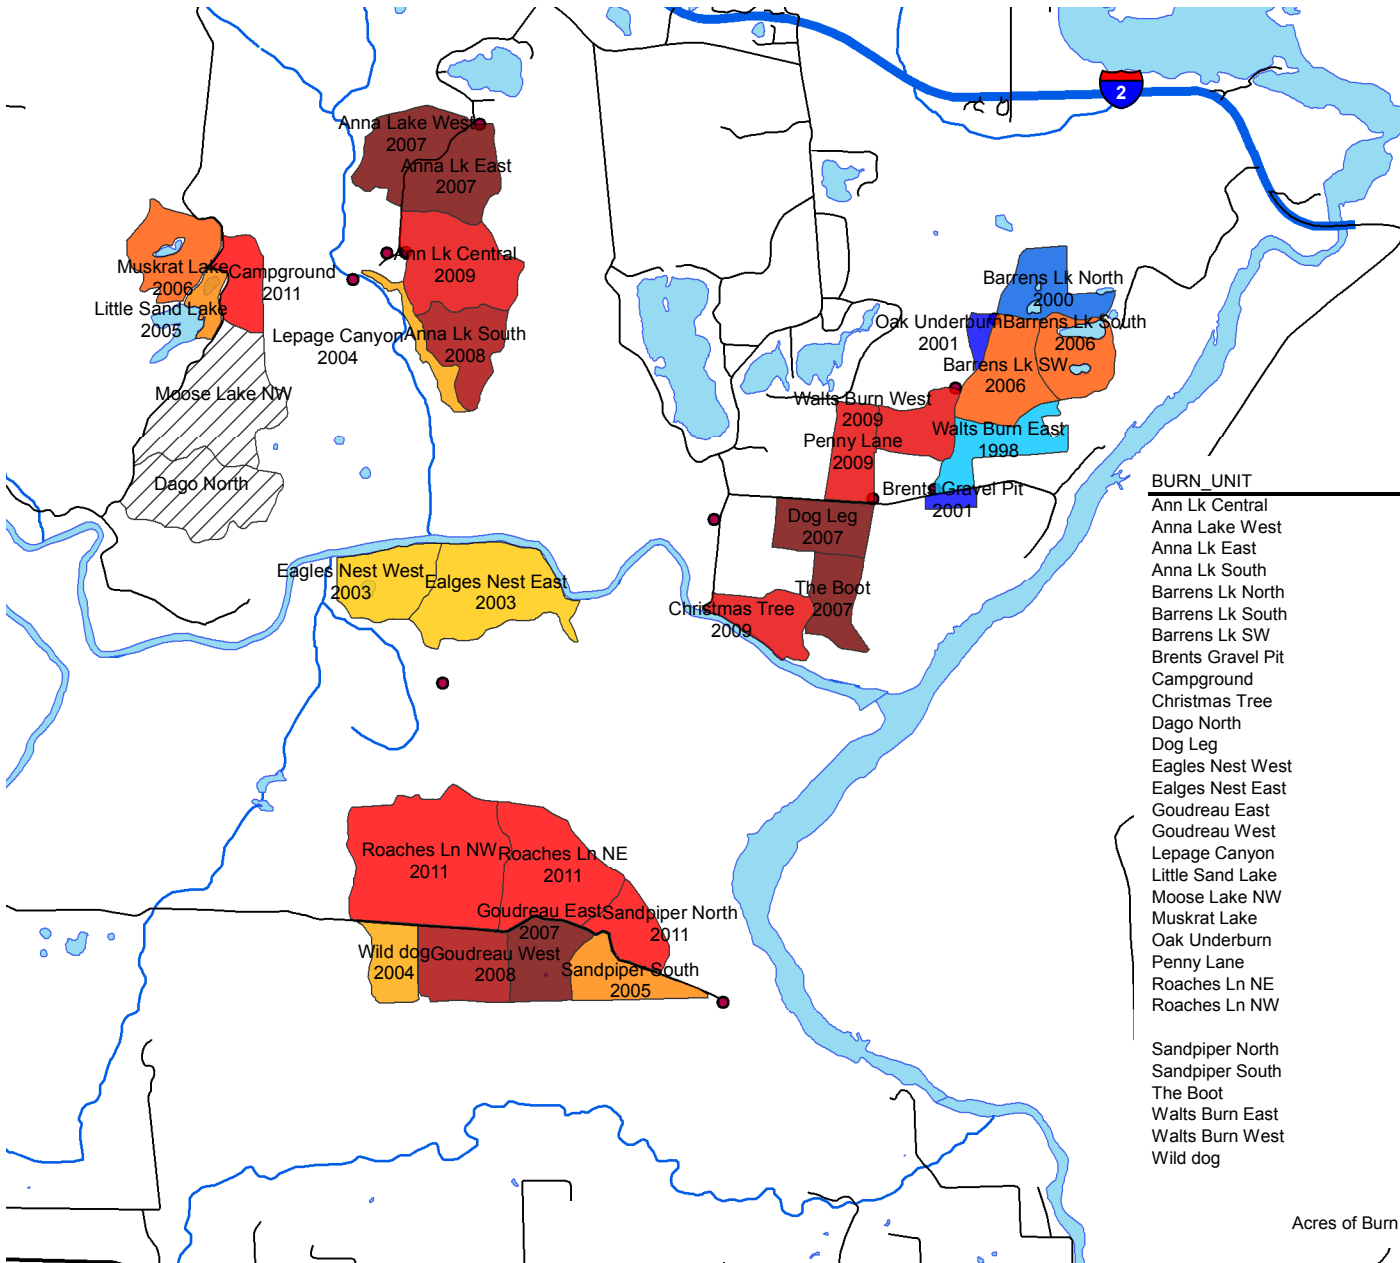 2
Anna Lake West
2007
Anna Lk East
2007
Ann Lk Central
2009
Muskrat Lake
2006
Campground
2011
Little Sand Lake
2005
Lepage Canyon
2004
Anna Lk South
2008
Moose Lake NW
Dago North
Barrens Lk North
2000
Oak Underburn
2001
Barrens Lk South
2006
Barrens Lk SW
2006
Walts Burn West
2009
Penny Lane
2009
Walts Burn East
1998
Brents Gravel Pit
2001
Dog Leg
2007
The Boot
2007
Christmas Tree
2009
Eagles Nest West
2003
Ealges Nest East
2003
Roaches Ln NW
2011
Roaches Ln NE
2011
Goudreau East
2007
Sandpiper North
2011
Wild dog
2004
Goudreau West
2008
Sandpiper South
2005
BURN_UNIT
Ann Lk Central
Anna Lake West
Anna Lk East
Anna Lk South
Barrens Lk North
Barrens Lk South
Barrens Lk SW
Brents Gravel Pit
Campground
Christmas Tree
Dago North
Dog Leg
Eagles Nest West
Ealges Nest East
Goudreau East
Goudreau West
Lepage Canyon
Little Sand Lake
Moose Lake NW
Muskrat Lake
Oak Underburn
Penny Lane
Roaches Ln NE
Roaches Ln NW
Sandpiper North
Sandpiper South
The Boot
Walts Burn East
Walts Burn West
Wild dog
Acres of Burn